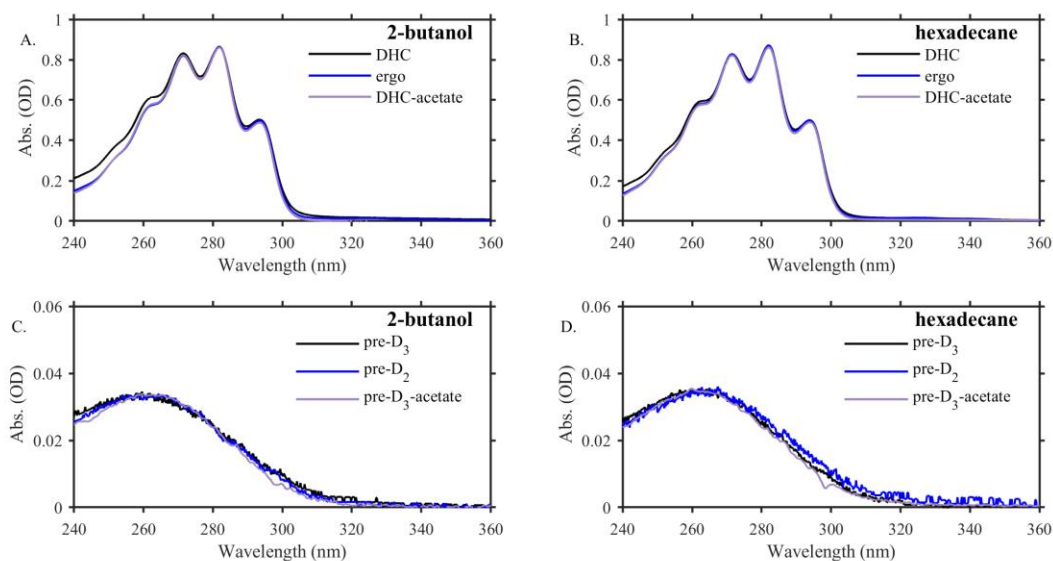 A.
2-butanol
DHC
ergo
DHC-acetate
Abs. (OD)
1
0.8
0.6
0.4
0.2
0
240 260 280 300 320 340 360
Wavelength (nm)
B.
hexadecane
DHC
ergo
DHC-acetate
Abs. (OD)
1
0.8
0.6
0.4
0.2
0
240 260 280 300 320 340 360
Wavelength (nm)
C.
2-butanol
pre-D3
pre-D2
pre-D3-acetate
Abs. (OD)
0.06
0.04
0.02
0
240 260 280 300 320 340 360
Wavelength (nm)
D.
hexadecane
pre-D3
pre-D2
pre-D3-acetate
Abs. (OD)
0.06
0.04
0.02
0
240 260 280 300 320 340 360
Wavelength (nm)